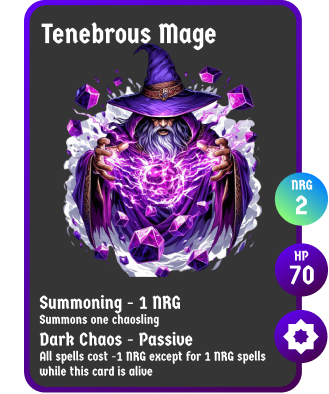 Tenebrous Mage
NRG
2
HP
70
Summoning - 1 NRG
Summons one chaosling
Dark Chaos - Passive
All spells cost -1 NRG except for 1 NRG spells
while this card is alive